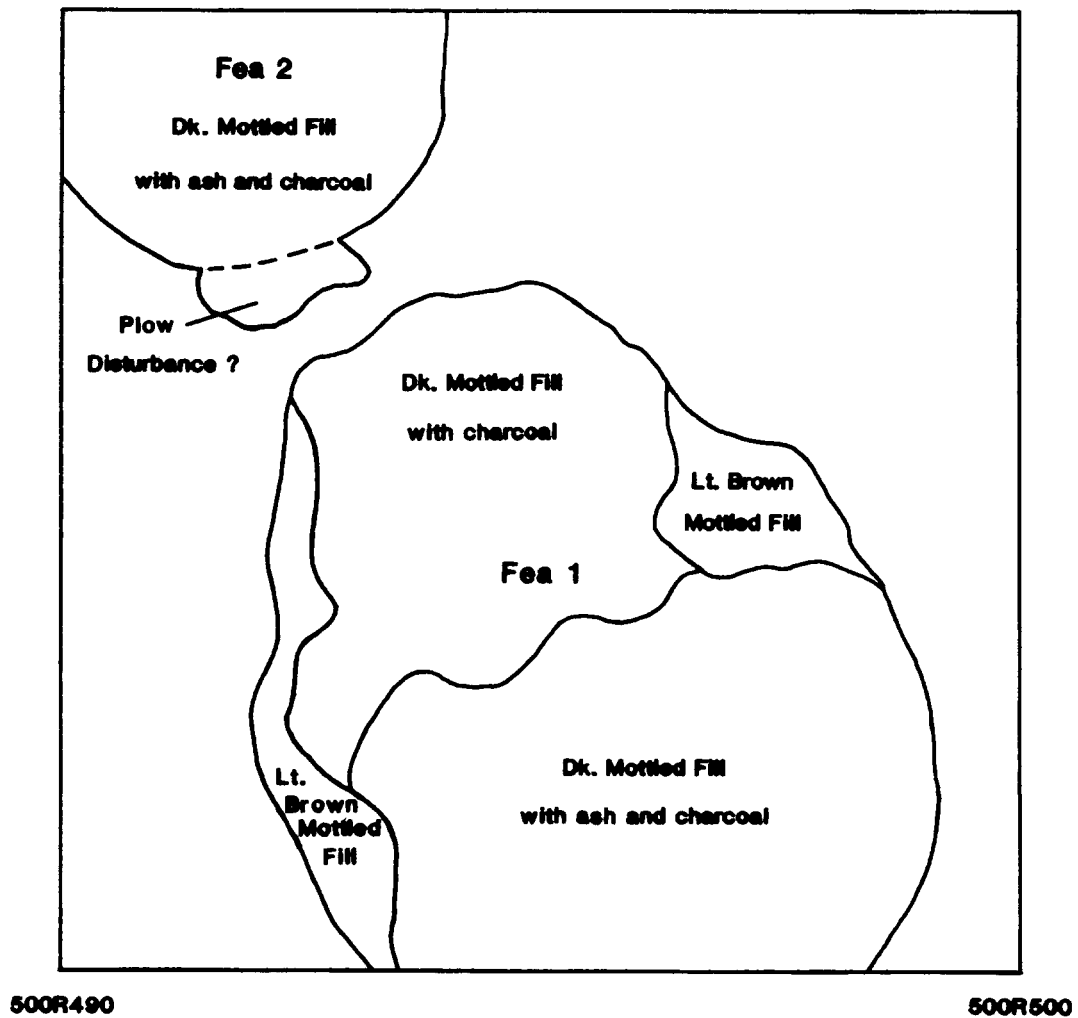 Fea 2
Dk. Mottled Fill
with ash and charcoal
Plow
Disturbance ?
Dk. Mottled Fill
with charcoal
Lt. Brown
Mottled Fill
Fea 1
Dk. Mottled Fill
with ash and charcoal
Lt.
Brown
Mottled
Fill
500R490
500R500